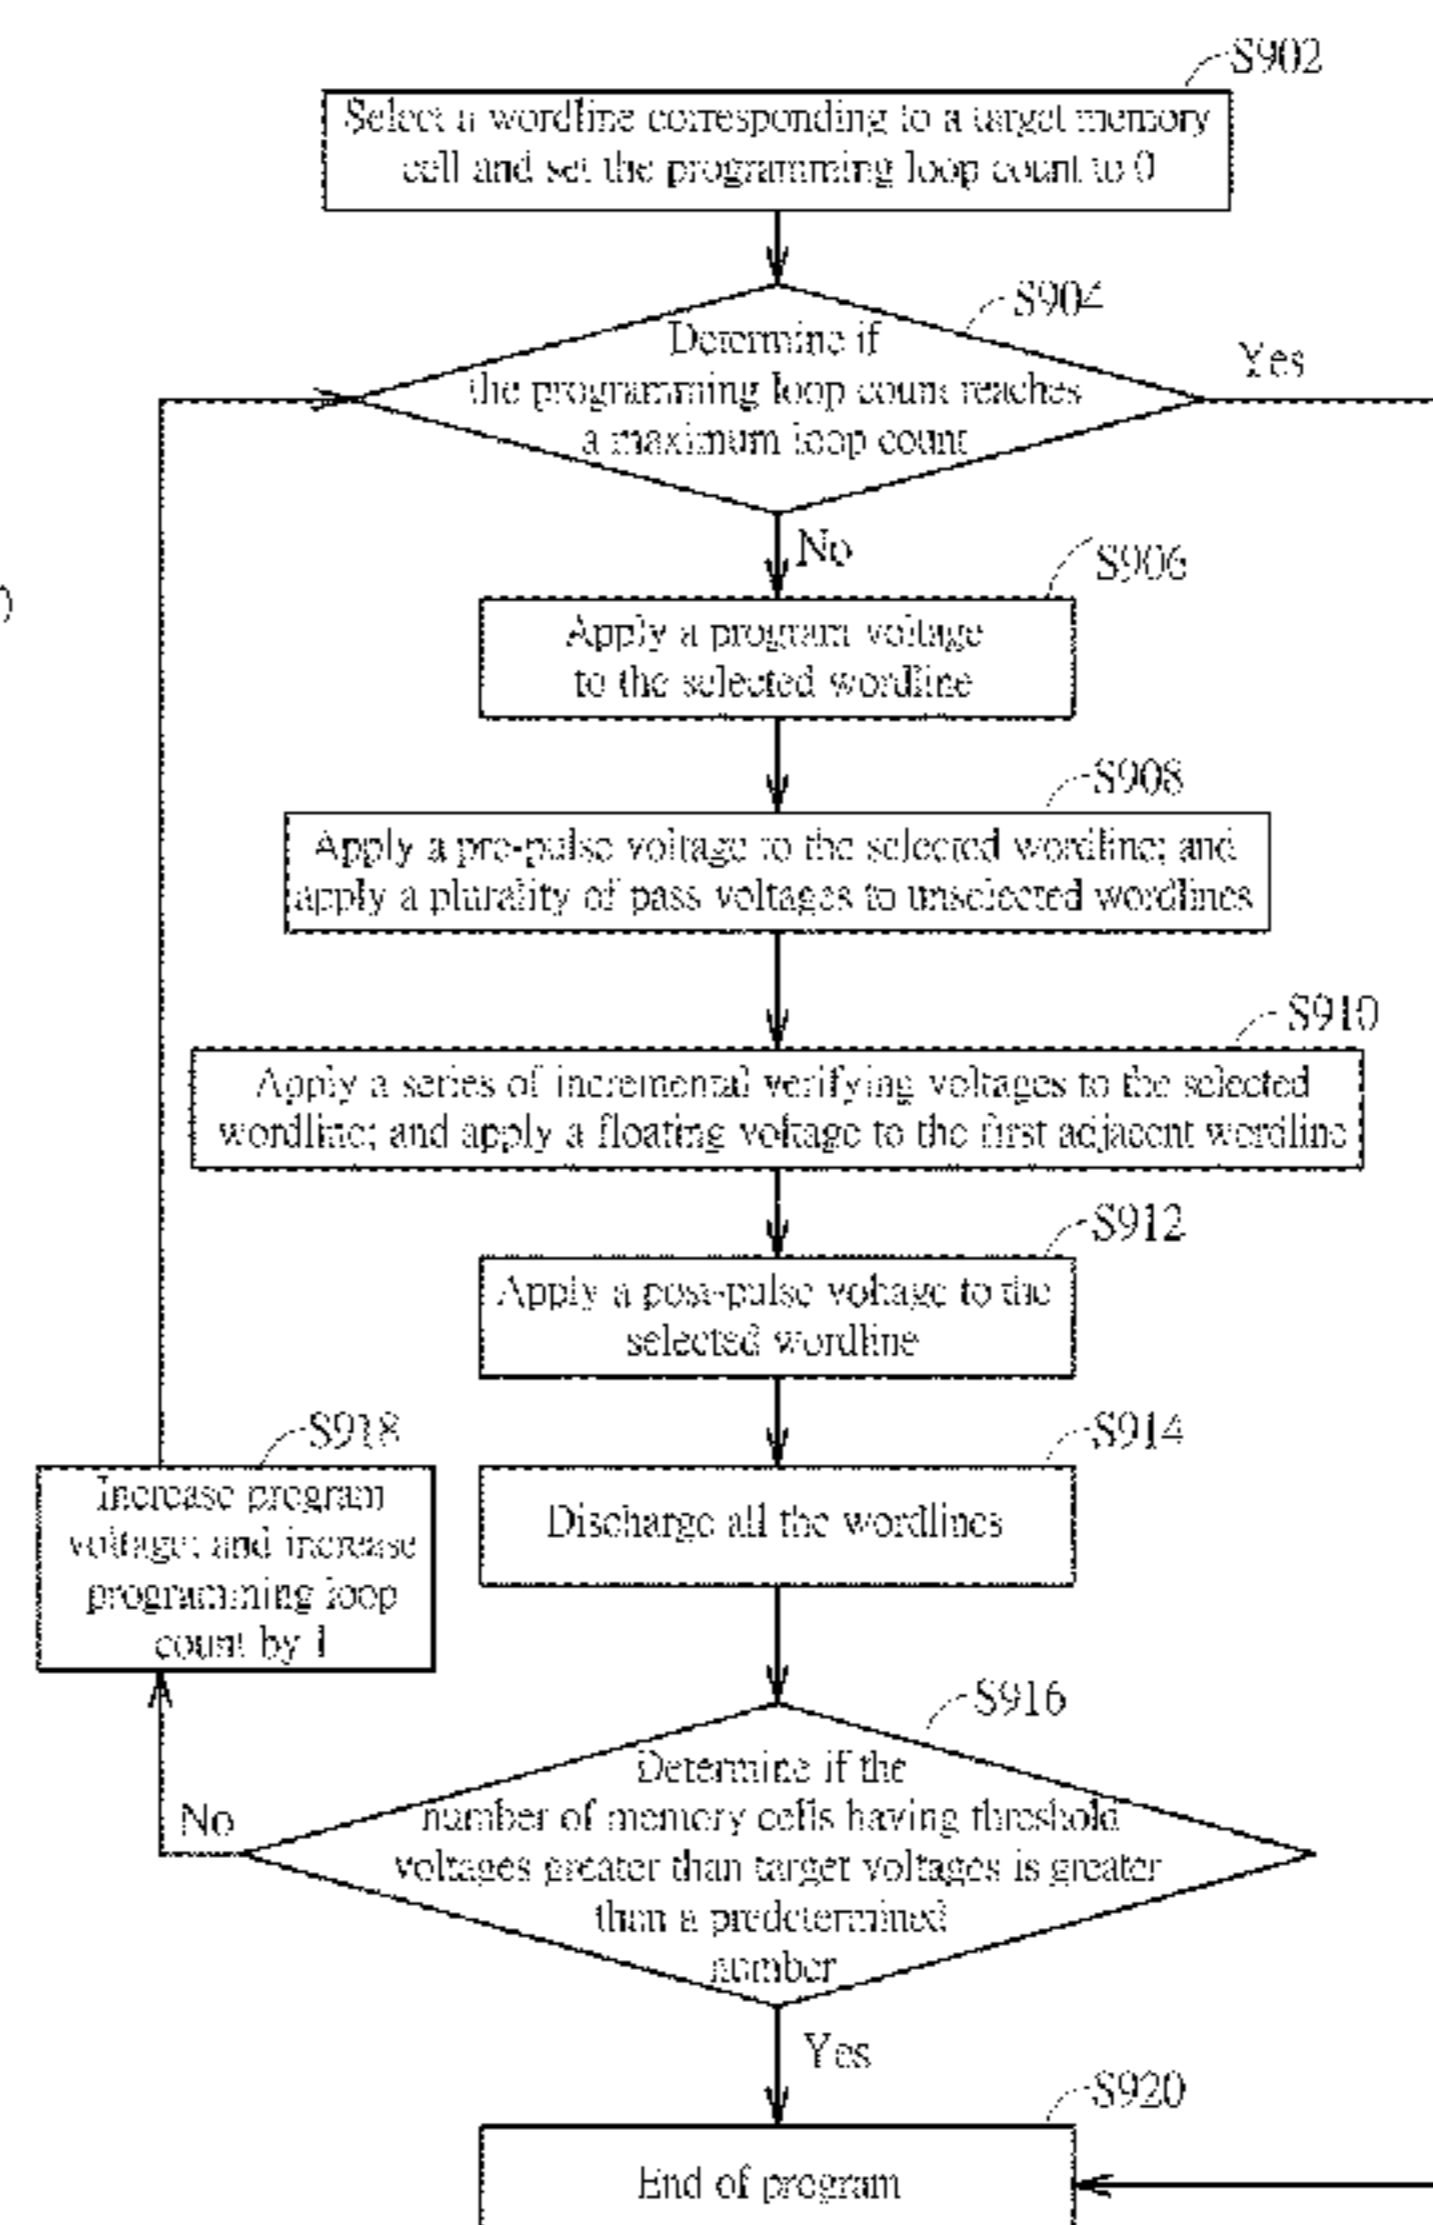 S902
Select a wordline corresponding to a target memory
cell and set the programming loop count to 0
S904
Determine if
the programming loop count reaches
a maximum loop count
Yes
No
S906
Apply a program voltage
to the selected wordline
S908
Apply a pre-pulse voltage to the selected wordline; and
apply a plurality of pass voltages to unselected wordlines
S910
Apply a series of incremental verifying voltages to the selected
wordline; and apply a floating voltage to the first adjacent wordline
S912
Apply a post-pulse voltage to the
selected wordline
S914
Discharge all the wordlines
S918
Increase program
voltage; and increase
programming loop
count by 1
S916
Determine if the
number of memory cells having threshold
voltages greater than target voltages is greater
than a predetermined
number
No
Yes
S920
End of program